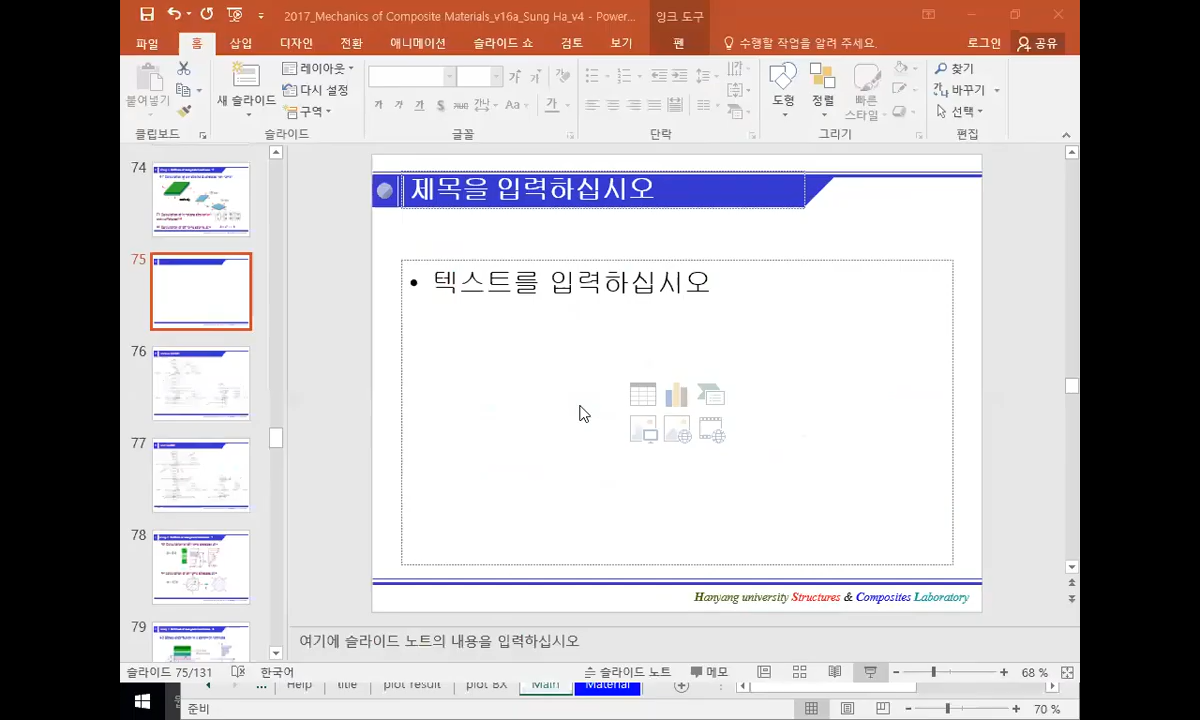 2017_Mechanics of Composite Materials_v16a_Sung Ha_v4 - Power...
잉크 도구
파일 홈 삽입 디자인 전환 애니메이션 슬라이드 쇼 검토 보기 펜 수행할 작업을 알려 주세요. 로그인 공유
붙여넣기
새 슬라이드
레이아웃
다시 설정
구역
가 가 가 S 가나 Aa 가
도형
정렬
빠른
스타일
찾기
바꾸기
선택
클립보드 슬라이드 글꼴 단락 그리기 편집
74
75
76
77
78
79
제목을 입력하십시오
• 텍스트를 입력하십시오
Hanyang university Structures & Composites Laboratory
여기에 슬라이드 노트의 내용을 입력하십시오
슬라이드 75/131 한국어 슬라이드 노트 메모 68 %
... Help title plot result plot BX Main Material
준비 70 %